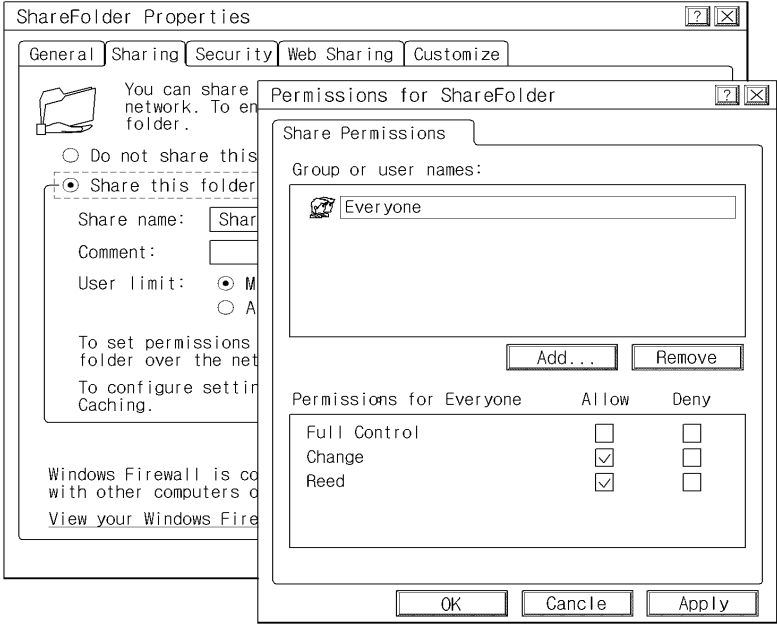 ShareFolder Properties
?
General Sharing Security Web Sharing Customize
You can share
network. To en
folder.
Do not share this
Share this folder
Share name: Shar
Comment:
User limit: M
A
To set permissions
folder over the net
To configure settin
Caching.
Windows Firewall is co
with other computers o
View your Windows Fire
Permissions for ShareFolder
?
Share Permissions
Group or user names:
Everyone
Add... Remove
Permissions for Everyone Allow Deny
Full Control
Change
Reed
OK Cancle Apply